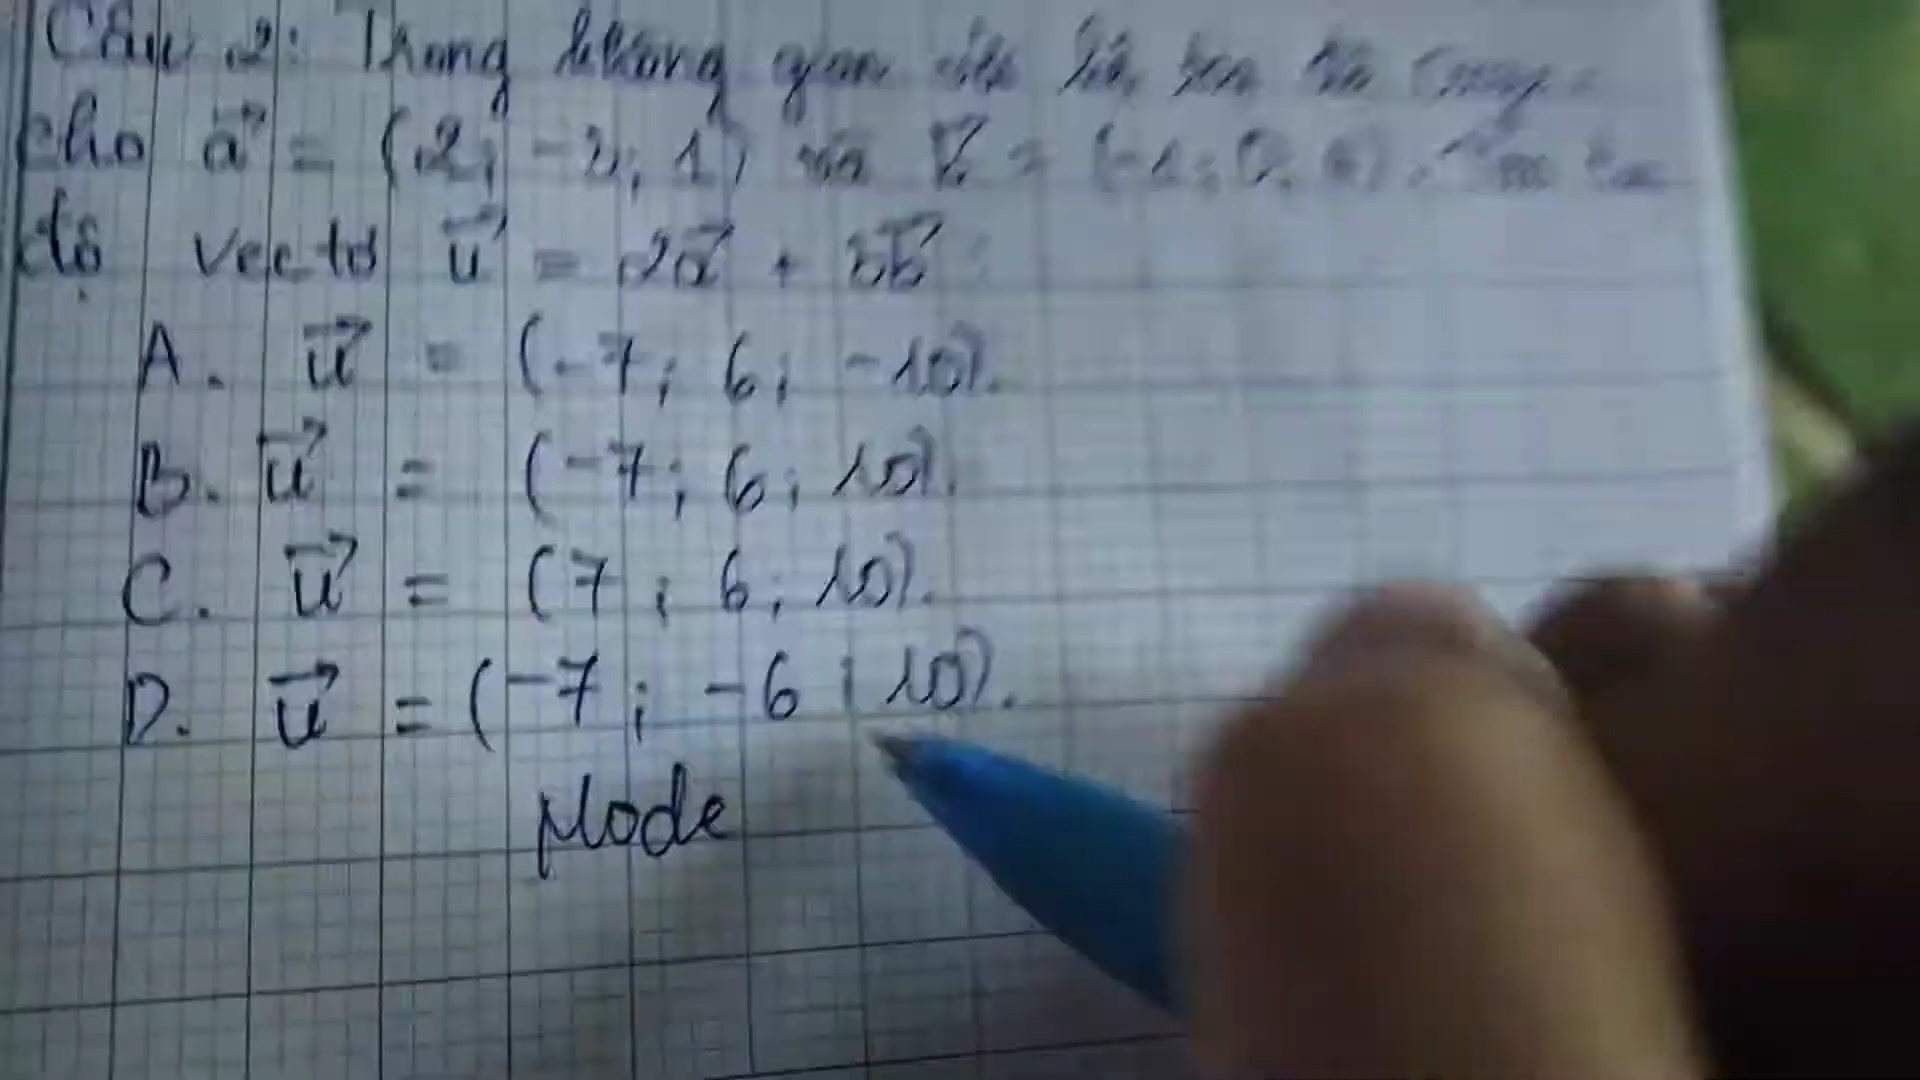 Câu 2: Trong không gian
cho a⃗ = (2; -2; 1) và b⃗ =
độ vectơ u⃗ = 2a⃗ + 3b⃗:
A. u⃗ = (-7; 6; -10).
B. u⃗ = (-7; 6; 10).
C. u⃗ = (7; 6; 10).
D. u⃗ = (-7; -6; 10).
Mode